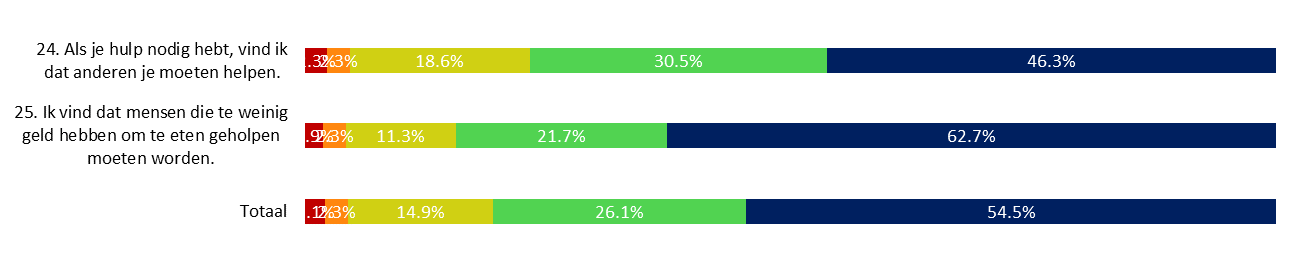 24. Als je hulp nodig hebt, vind ik
dat anderen je moeten helpen.
18.6%
30.5%
46.3%
25. Ik vind dat mensen die te weinig
geld hebben om te eten geholpen
moeten worden.
11.3%
21.7%
62.7%
Totaal
14.9%
26.1%
54.5%